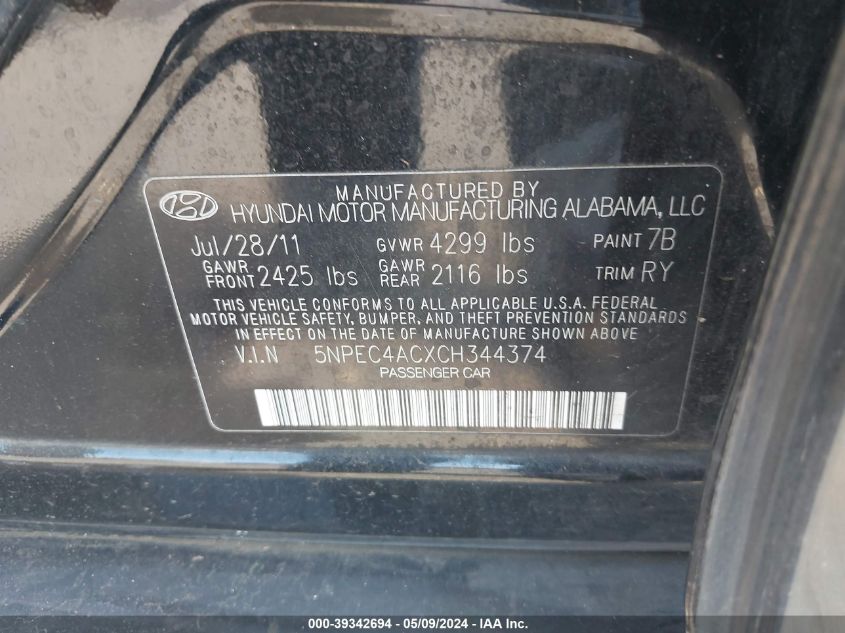 MANUFACTURED BY
HYUNDAI MOTOR MANUFACTURING ALABAMA, LLC
Jul/28/11 GVWR 4299 lbs PAINT 7B
GAWR FRONT 2425 lbs GAWR REAR 2116 lbs TRIM RY
THIS VEHICLE CONFORMS TO ALL APPLICABLE U.S.A. FEDERAL
MOTOR VEHICLE SAFETY, BUMPER, AND THEFT PREVENTION STANDARDS
IN EFFECT ON THE DATE OF MANUFACTURE SHOWN ABOVE.
V.I.N 5NPEC4ACXCH344374
PASSENGER CAR
000-39342694 - 05/09/2024 - IAA Inc.